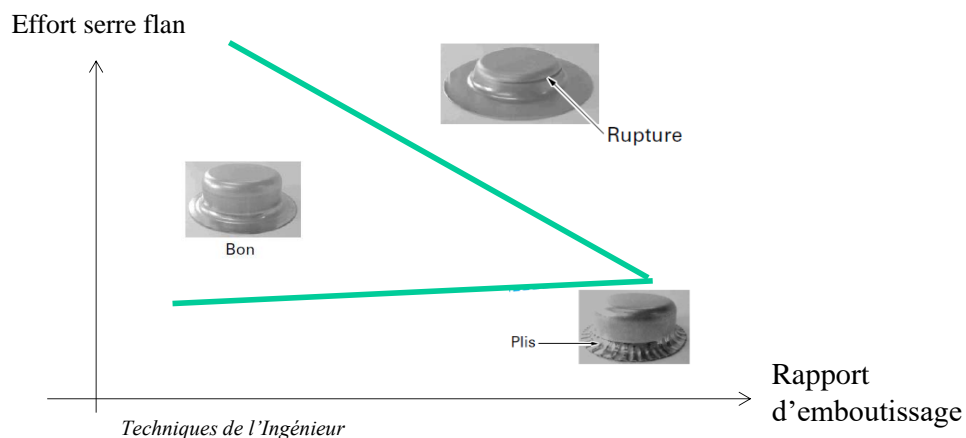 Effort serre flan
Rupture
Bon
Plis
Rapport
d’emboutissage
Techniques de l’Ingénieur